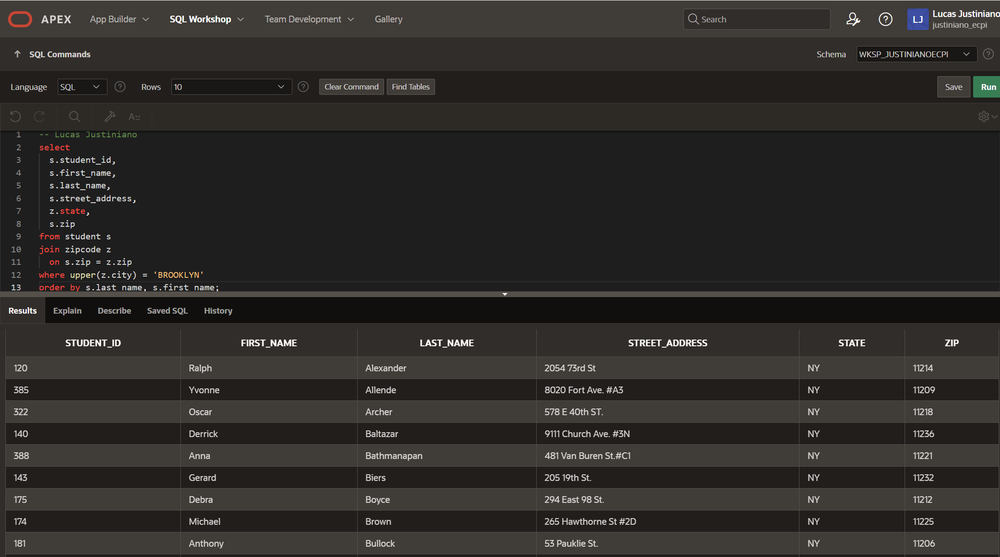 APEX App Builder SQL Workshop Team Development Gallery Search LJ Lucas Justiniano
justiniano_ecpi
SQL Commands Schema WKSP_JUSTINIANOECPI ?
Language SQL ? Rows 10 ? Clear Command Find Tables Save Run
A::
1 -- Lucas Justiniano
2 select
3 s.student_id,
4 s.first_name,
5 s.last_name,
6 s.street_address,
7 z.state,
8 s.zip
9 from student s
10 join zipcode z
11 on s.zip = z.zip
12 where upper(z.city) = 'BROOKLYN'
13 order by s.last_name, s.first_name;
Results Explain Describe Saved SQL History
STUDENT_ID FIRST_NAME LAST_NAME STREET_ADDRESS STATE ZIP
120 Ralph Alexander 2054 73rd St NY 11214
385 Yvonne Allende 8020 Fort Ave. #A3 NY 11209
322 Oscar Archer 578 E 40th ST. NY 11218
140 Derrick Baltazar 9111 Church Ave. #3N NY 11236
388 Anna Bathmanapan 481 Van Buren St.#C1 NY 11221
143 Gerard Biers 205 19th St. NY 11232
175 Debra Boyce 294 East 98 St. NY 11212
174 Michael Brown 265 Hawthorne St #2D NY 11225
181 Anthony Bullock 53 Pauklie St. NY 11206